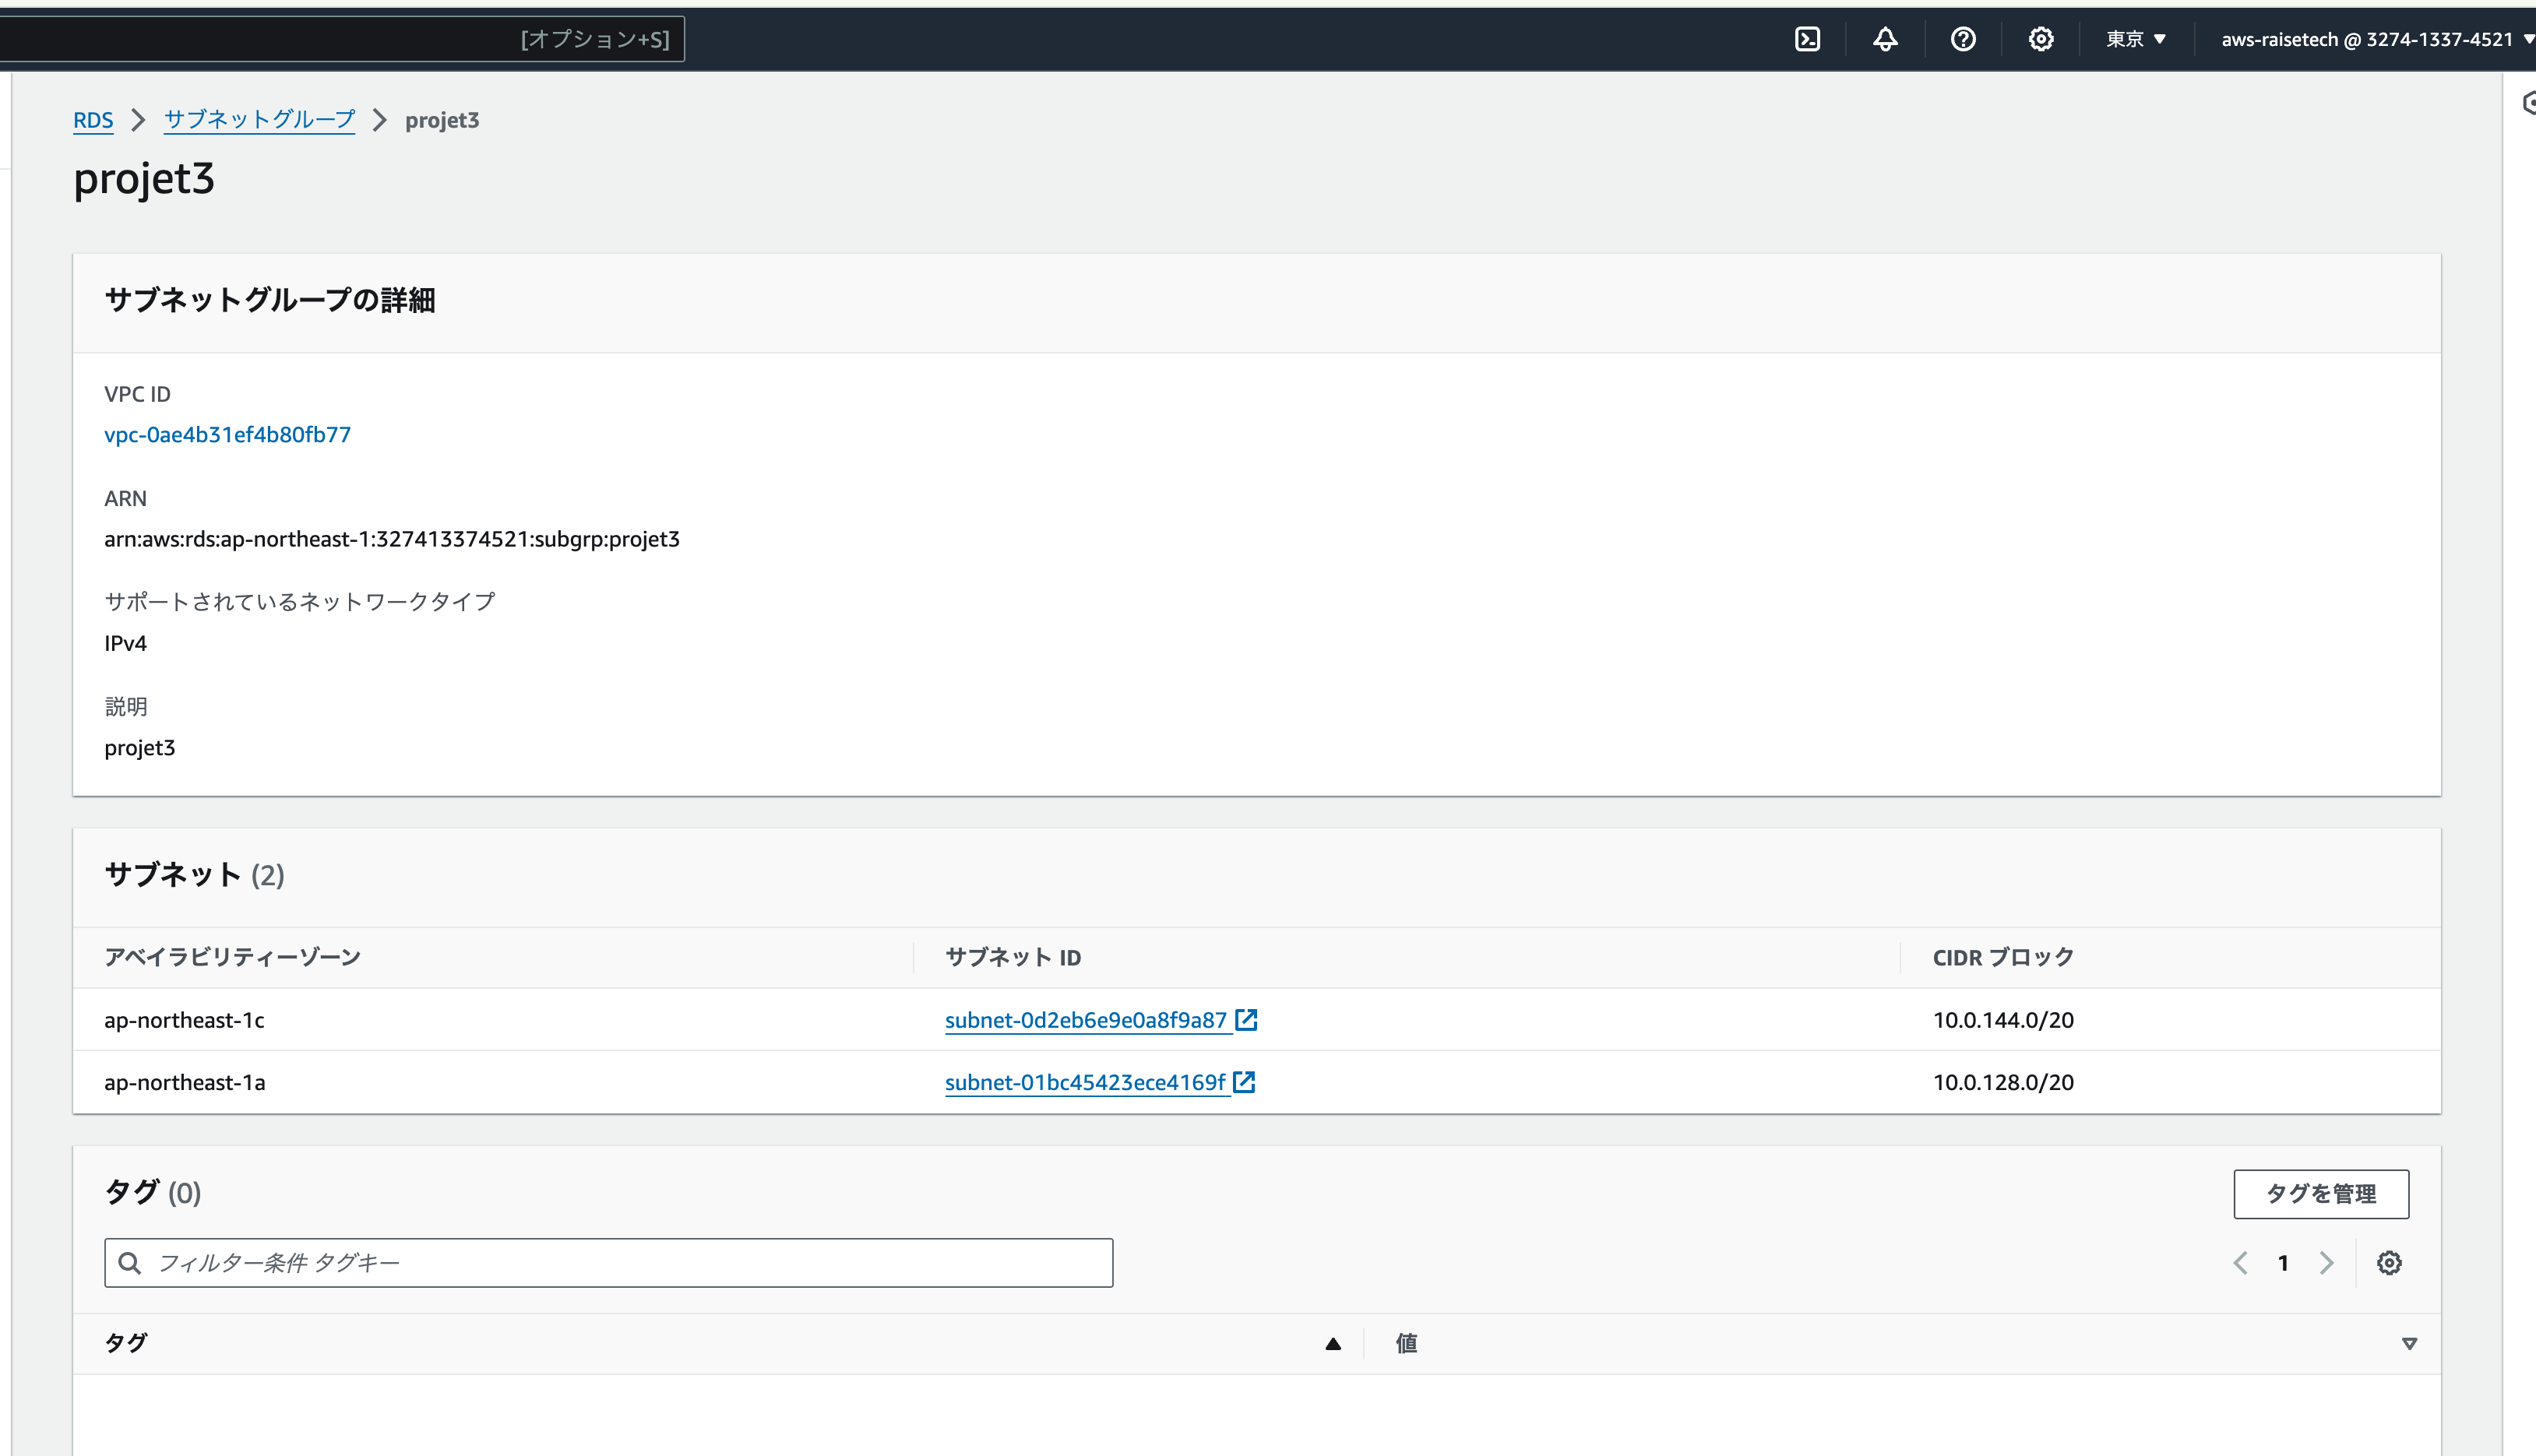 [オプション+S]
東京
aws-raisetech @ 3274-1337-4521
RDS
サブネットグループ
projet3
projet3
サブネットグループの詳細
VPC ID
vpc-0ae4b31ef4b80fb77
ARN
arn:aws:rds:ap-northeast-1:327413374521:subgrp:projet3
サポートされているネットワークタイプ
IPv4
説明
projet3
サブネット (2)
アベイラビリティーゾーン サブネット ID CIDR ブロック
ap-northeast-1c subnet-0d2eb6e9e0a8f9a87 10.0.144.0/20
ap-northeast-1a subnet-01bc45423ece4169f 10.0.128.0/20
タグ (0)
タグを管理
フィルター条件 タグキー
1
タグ 値